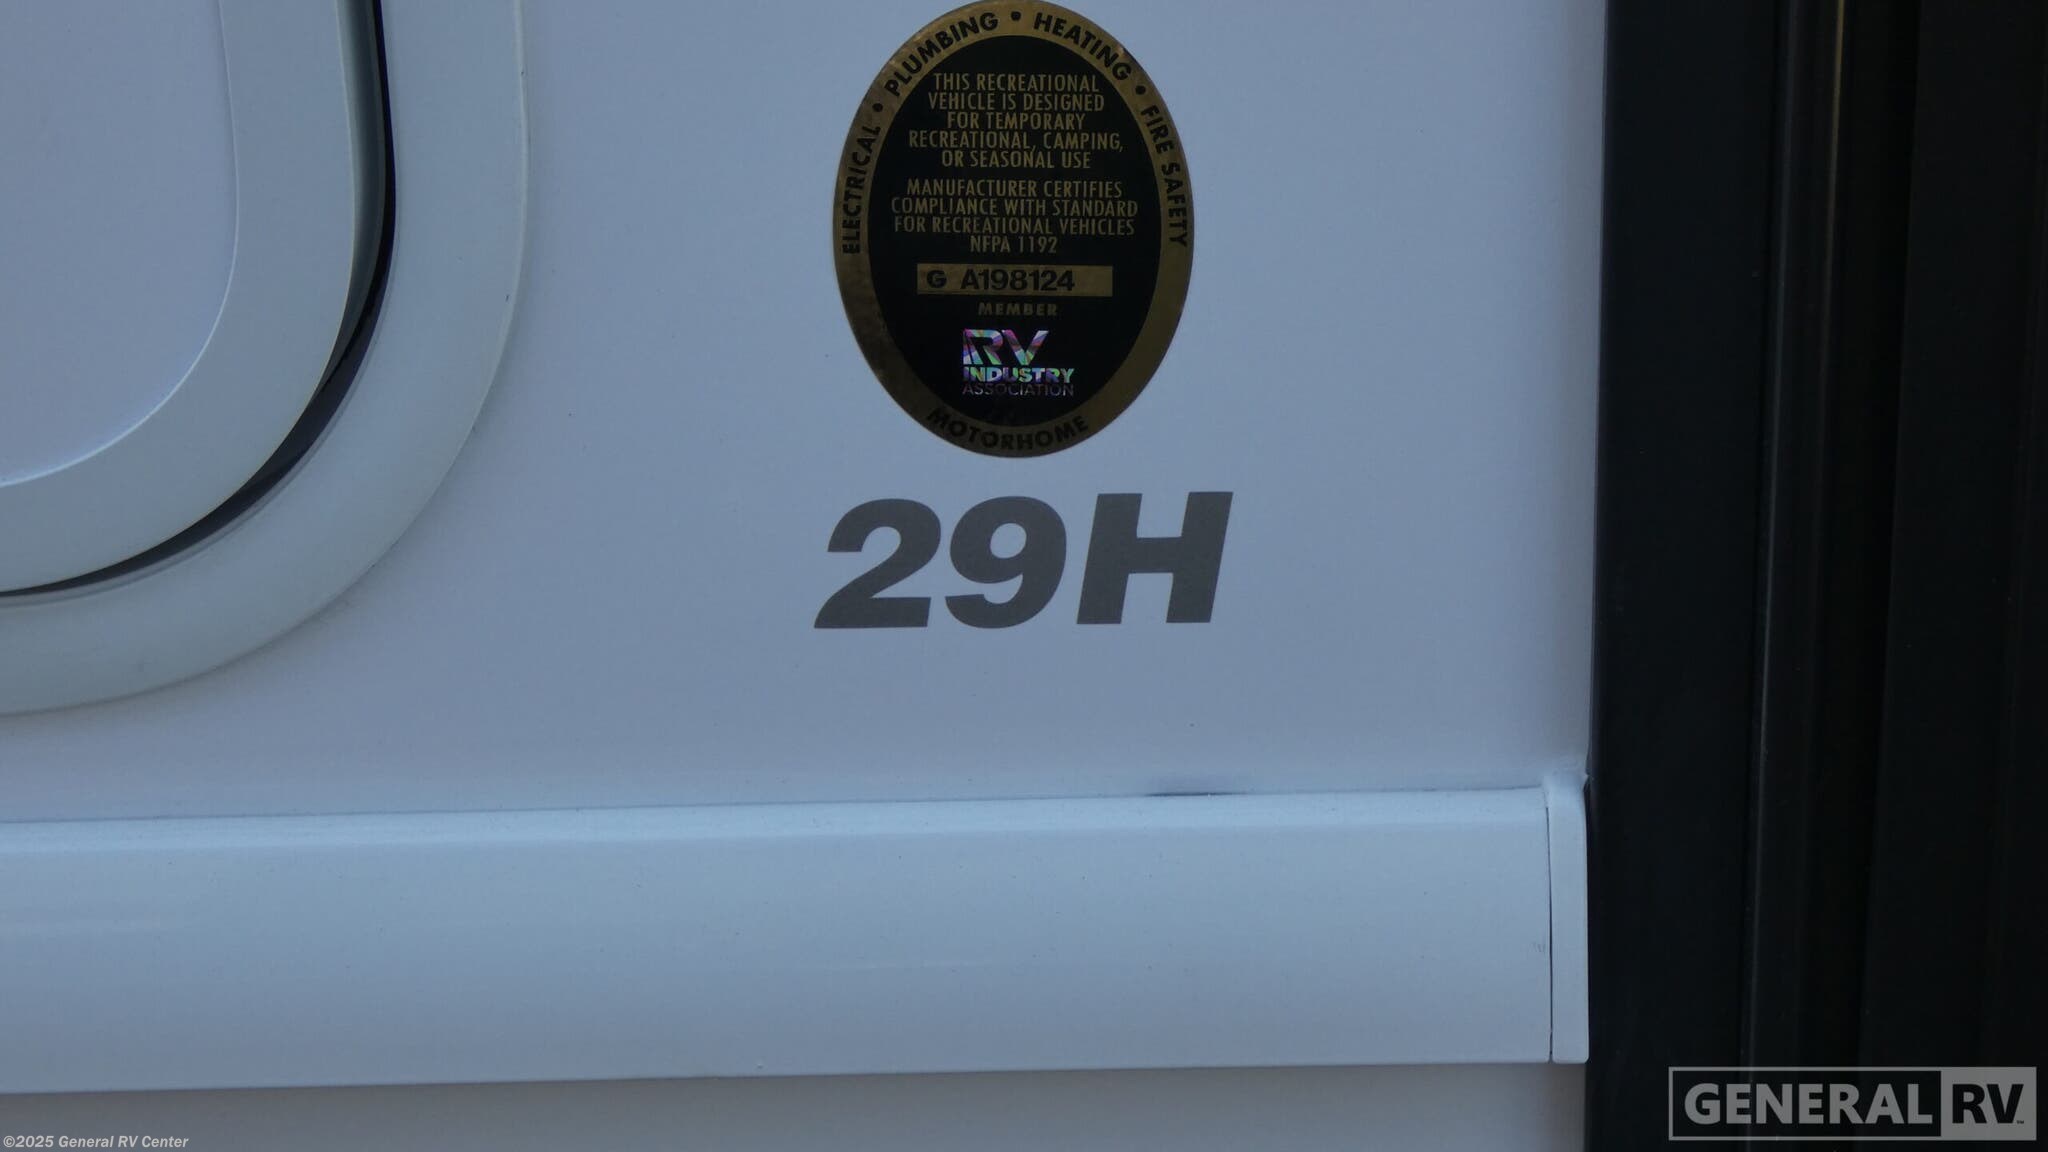 ELECTRICAL • PLUMBING • HEATING • FIRE SAFETY
THIS RECREATIONAL
VEHICLE IS DESIGNED
FOR TEMPORARY
RECREATIONAL, CAMPING,
OR SEASONAL USE
MANUFACTURER CERTIFIES
COMPLIANCE WITH STANDARD
FOR RECREATIONAL VEHICLES
NFPA 1192
G A198124
MEMBER
RV
INDUSTRY
ASSOCIATION
MOTORHOME
29H
GENERAL RV
©2025 General RV Center